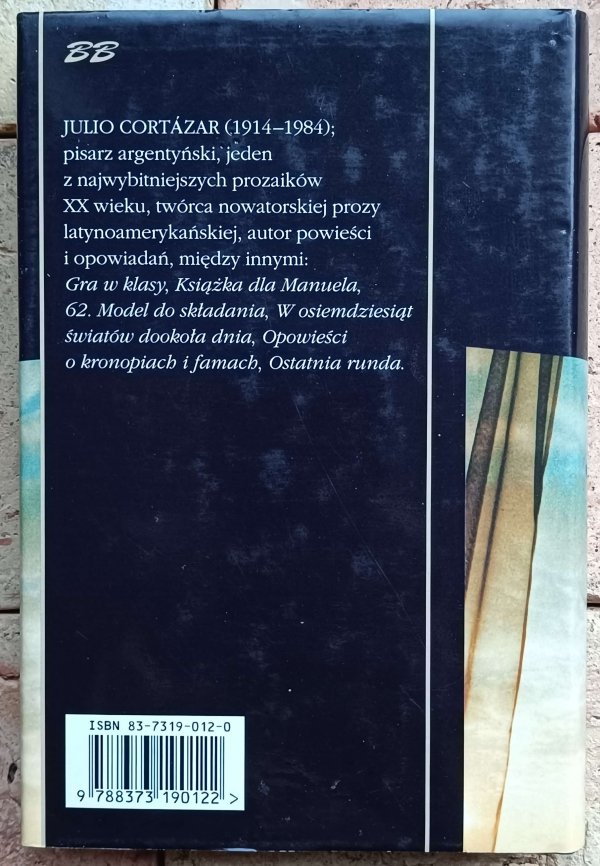 BB
JULIO CORTÁZAR (1914–1984);
pisarz argentyński, jeden
z najwybitniejszych prozaików
XX wieku, twórca nowatorskiej prozy
latynoamerykańskiej, autor powieści
i opowiadań, między innymi:
Gra w klasy, Książka dla Manuela,
62. Model do składania, W osiemdziesiąt
światów dookoła dnia, Opowieści
o kronopiach i famach, Ostatnia runda.
ISBN 83-7319-012-0
9 788373 190122 >